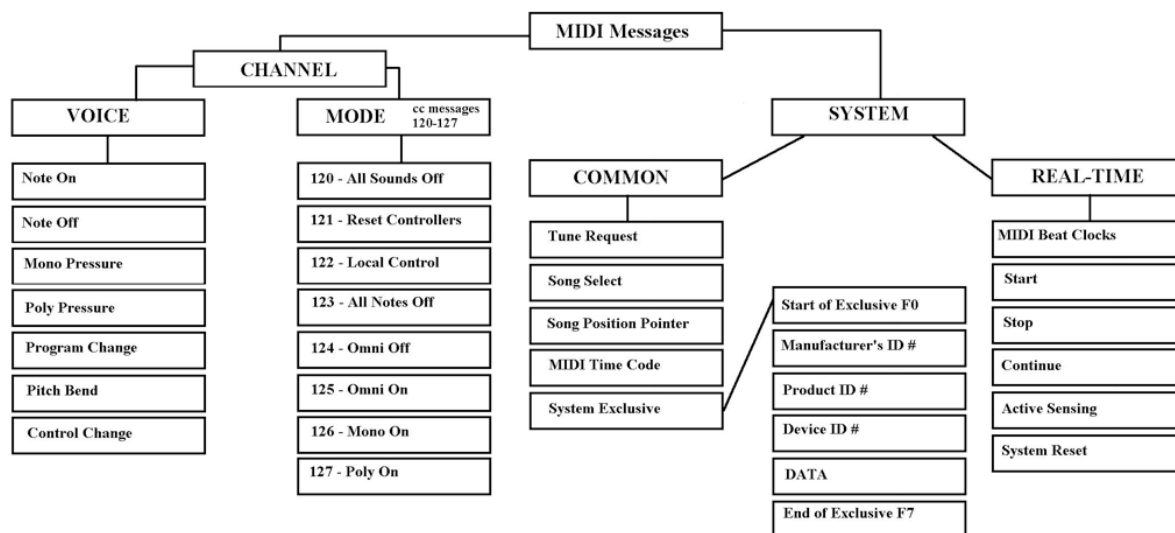 MIDI Messages
CHANNEL
VOICE
Note On
Note Off
Mono Pressure
Poly Pressure
Program Change
Pitch Bend
Control Change
MODE
cc messages
120-127
120 - All Sounds Off
121 - Reset Controllers
122 - Local Control
123 - All Notes Off
124 - Omni Off
125 - Omni On
126 - Mono On
127 - Poly On
SYSTEM
COMMON
Tune Request
Song Select
Song Position Pointer
MIDI Time Code
System Exclusive
Start of Exclusive F0
Manufacturer's ID #
Product ID #
Device ID #
DATA
End of Exclusive F7
REAL-TIME
MIDI Beat Clocks
Start
Stop
Continue
Active Sensing
System Reset